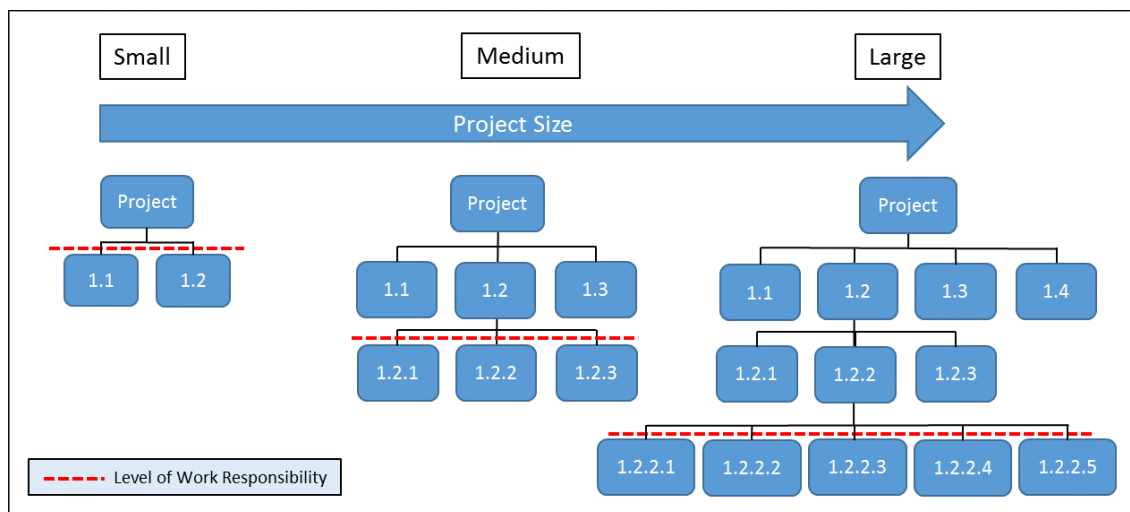 Small
Medium
Large
Project Size
Project
Project
Project
1.1
1.2
1.1
1.2
1.3
1.1
1.2
1.3
1.4
1.2.1
1.2.2
1.2.3
1.2.1
1.2.2
1.2.3
1.2.2.1
1.2.2.2
1.2.2.3
1.2.2.4
1.2.2.5
Level of Work Responsibility